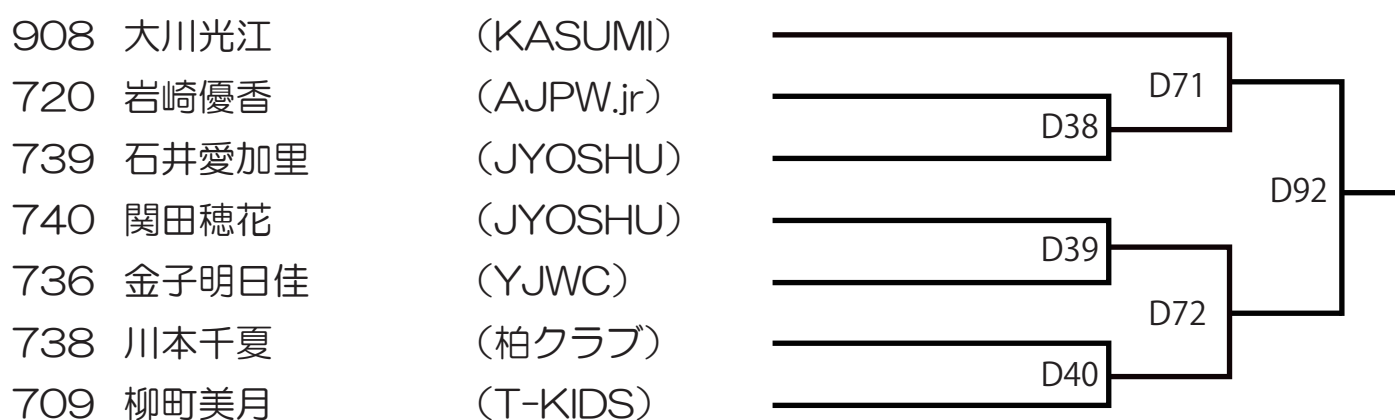 908 大川光江 （KASUMI）
720 岩崎優香 （AJPW.jr）
739 石井愛加里 （JYOSHU）
740 関田穂花 （JYOSHU）
736 金子明日佳 （YJWC）
738 川本千夏 （柏クラブ）
709 柳町美月 （T-KIDS）
D71
D38
D92
D39
D72
D40